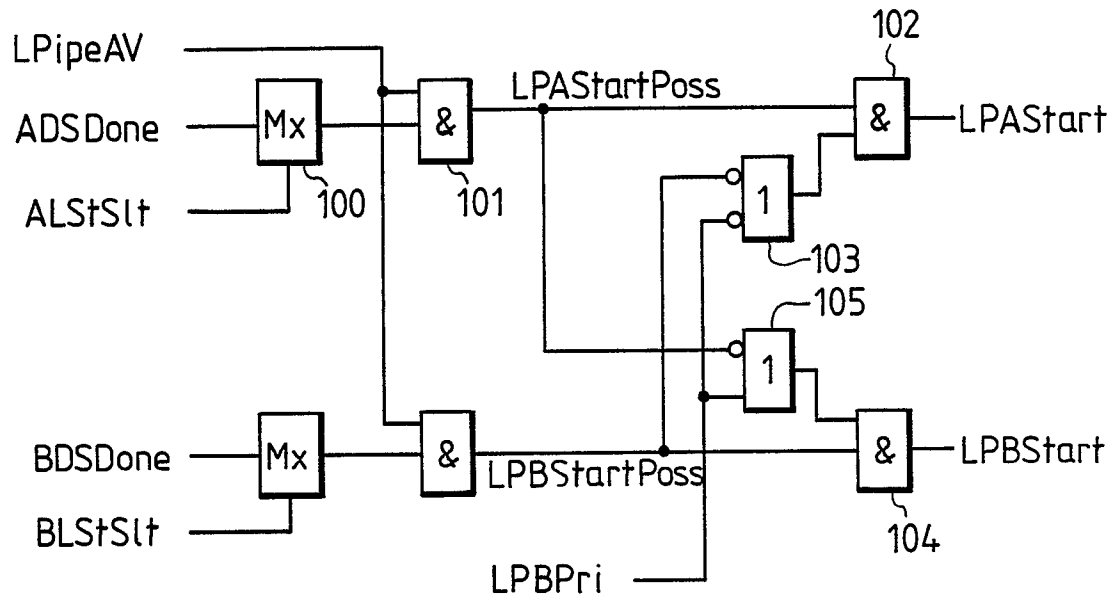 LPipeAV
102
ADSDone
Mx
&
LPAStartPoss
&
LPAStart
ALStSlt
100
101
1
103
105
1
BDSDone
Mx
&
LPBStartPoss
&
LPBStart
BLStSlt
104
LPBPri